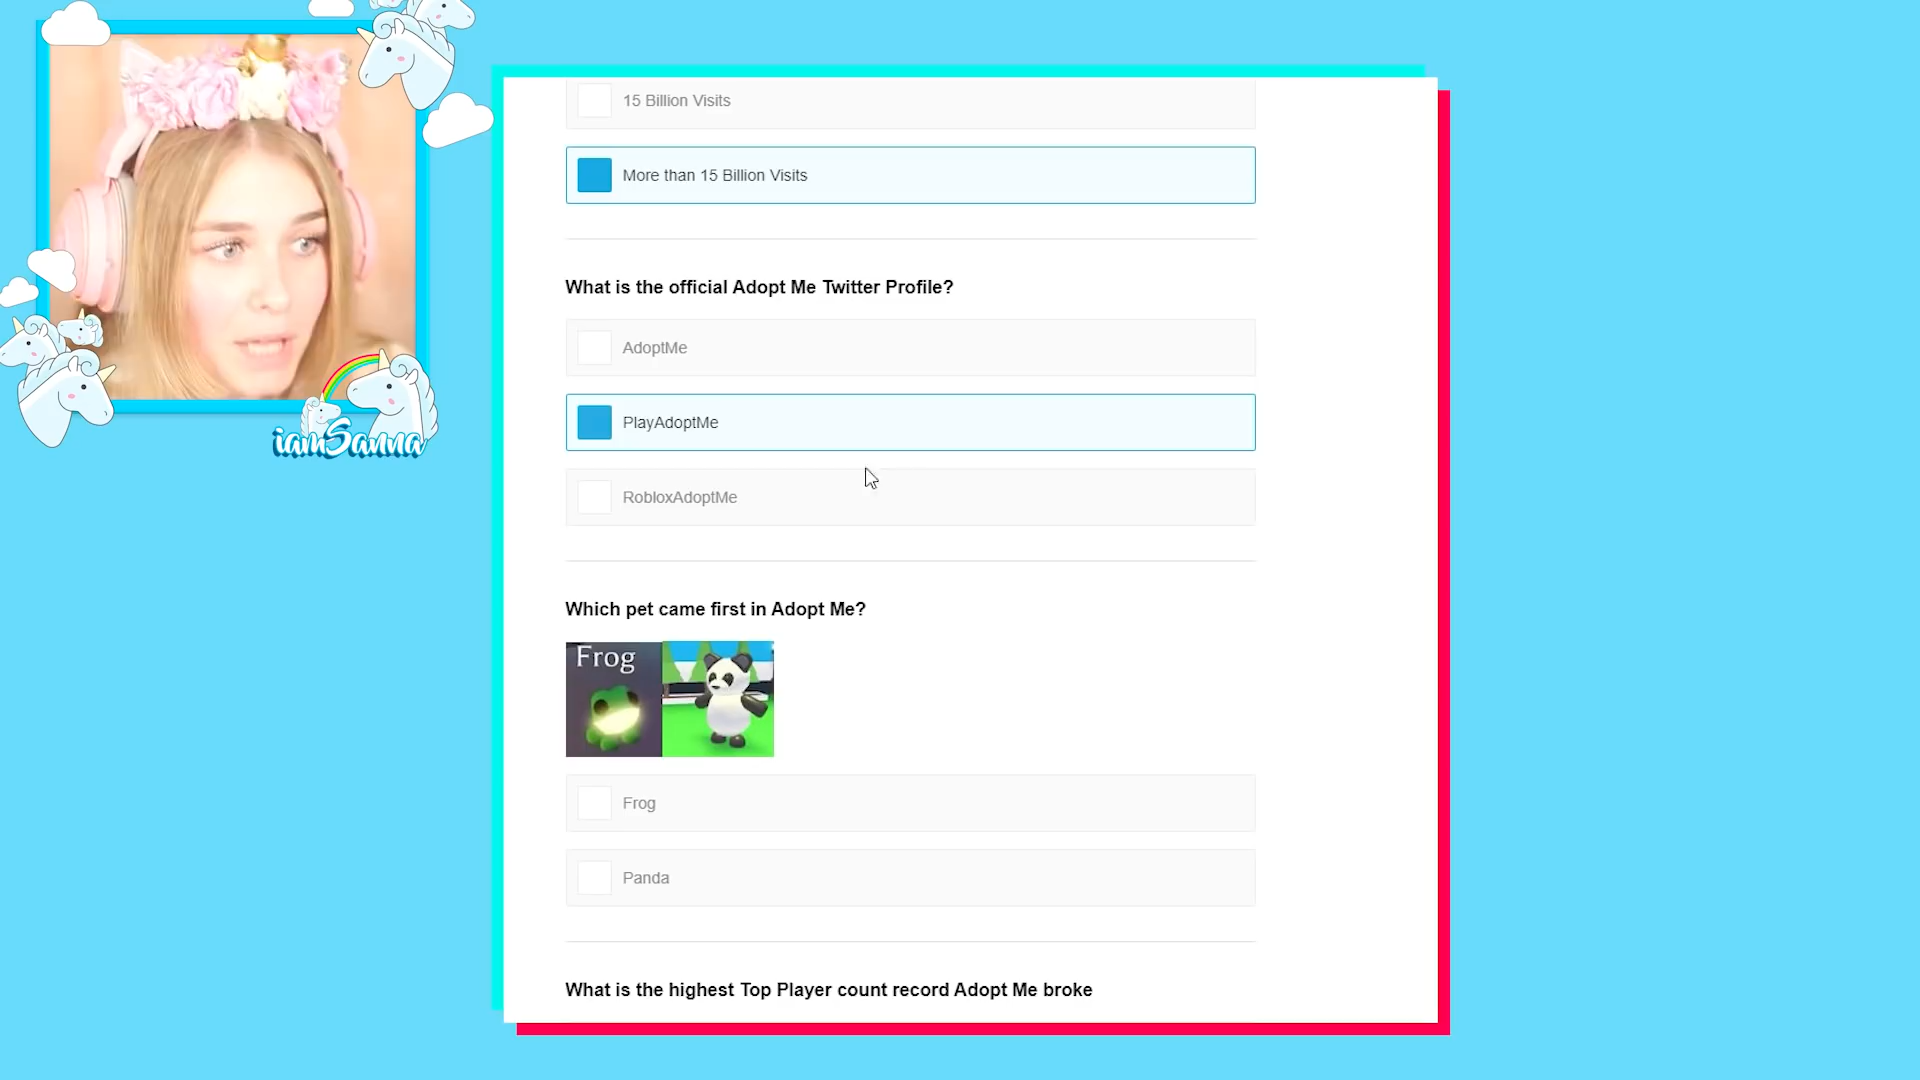 15 Billion Visits
More than 15 Billion Visits
What is the official Adopt Me Twitter Profile?
AdoptMe
PlayAdoptMe
RobloxAdoptMe
iamSanna
Which pet came first in Adopt Me?
Frog
Frog
Panda
What is the highest Top Player count record Adopt Me broke